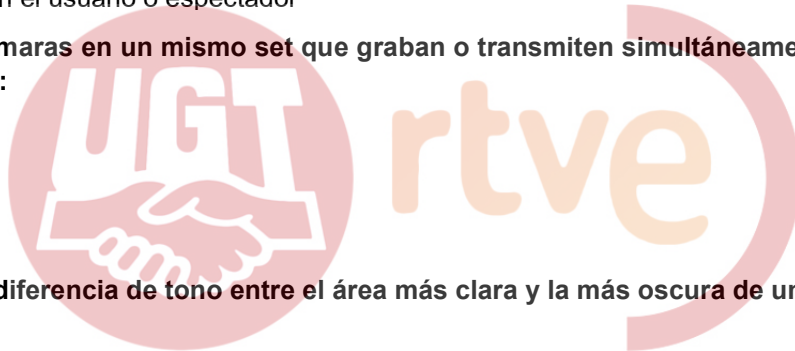 n el usuario o espectador
maras en un mismo set que graban o transmiten simultáneame
:
UGT rtve
diferencia de tono entre el área más clara y la más oscura de un